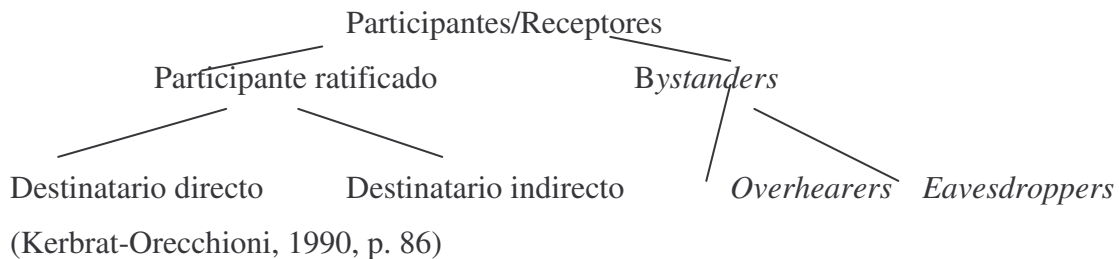 Participantes/Receptores
Participante ratificado Bystanders
Destinatario directo Destinatario indirecto Overhearers Eavesdroppers
(Kerbrat-Orecchioni, 1990, p. 86)